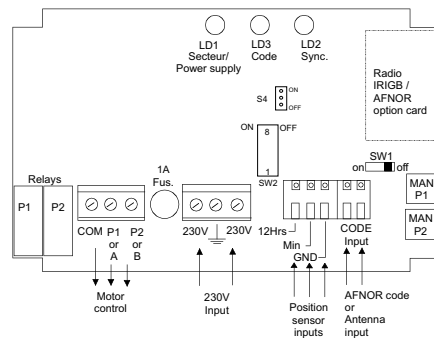 LD1
Secteur/
Power supply
LD3
Code
LD2
Sync.
Radio
IRIGB /
AFNOR
option card
S4
ON
OFF
ON
8
OFF
1
SW2
SW1
on
off
Relays
P1
P2
1A
Fus.
MAN
P1
MAN
P2
COM
P1
or
A
P2
or
B
230V
230V
12Hrs
Min
GND
CODE
Input
Motor
control
230V
Input
Position
sensor
inputs
AFNOR code
or
Antenna
input